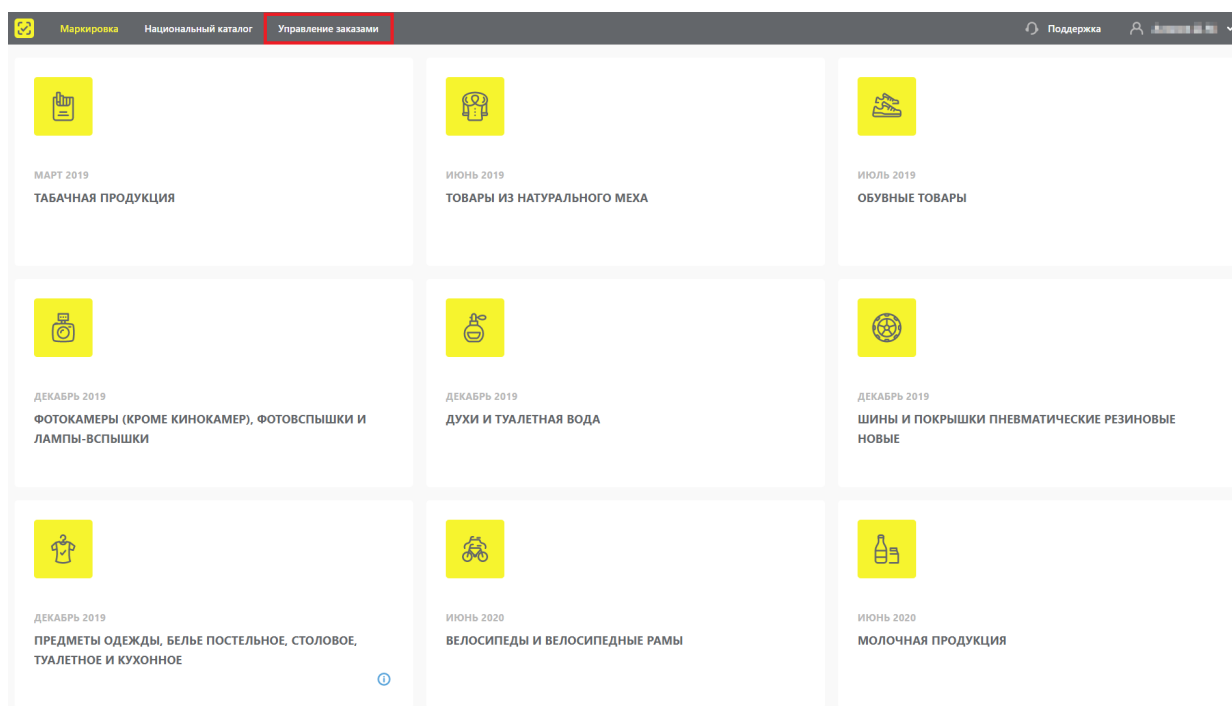 Маркировка
Национальный каталог
Управление заказами
Поддержка
МАРТ 2019
ТАБАЧНАЯ ПРОДУКЦИЯ
ИЮНЬ 2019
ТОВАРЫ ИЗ НАТУРАЛЬНОГО МЕХА
ИЮЛЬ 2019
ОБУВНЫЕ ТОВАРЫ
ДЕКАБРЬ 2019
ФОТОКАМЕРЫ (КРОМЕ КИНОКАМЕР), ФОТОВСПЫШКИ И
ЛАМПЫ-ВСПЫШКИ
ДЕКАБРЬ 2019
ДУХИ И ТУАЛЕТНАЯ ВОДА
ДЕКАБРЬ 2019
ШИНЫ И ПОКРЫШКИ ПНЕВМАТИЧЕСКИЕ РЕЗИНОВЫЕ
НОВЫЕ
ДЕКАБРЬ 2019
ПРЕДМЕТЫ ОДЕЖДЫ, БЕЛЬЕ ПОСТЕЛЬНОЕ, СТОЛОВОЕ,
ТУАЛЕТНОЕ И КУХОННОЕ
ИЮНЬ 2020
ВЕЛОСИПЕДЫ И ВЕЛОСИПЕДНЫЕ РАМЫ
ИЮНЬ 2020
МОЛОЧНАЯ ПРОДУКЦИЯ